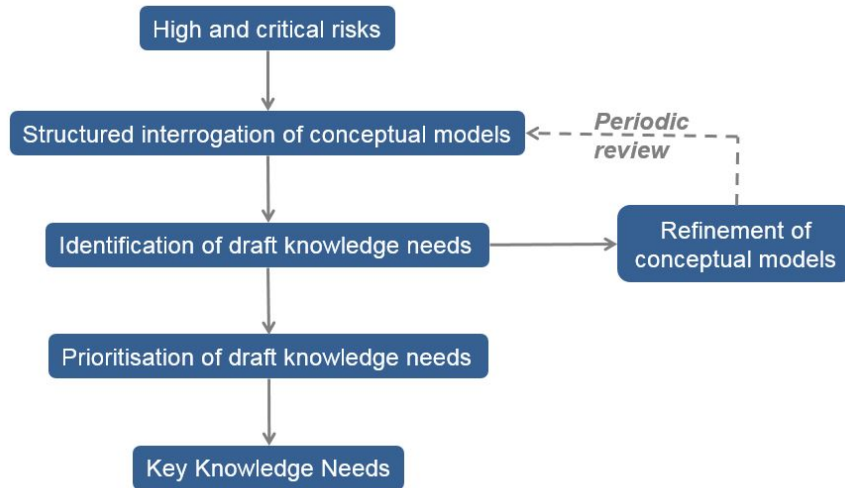 High and critical risks
Structured interrogation of conceptual models
Periodic
review
Identification of draft knowledge needs
Refinement of
conceptual models
Prioritisation of draft knowledge needs
Key Knowledge Needs